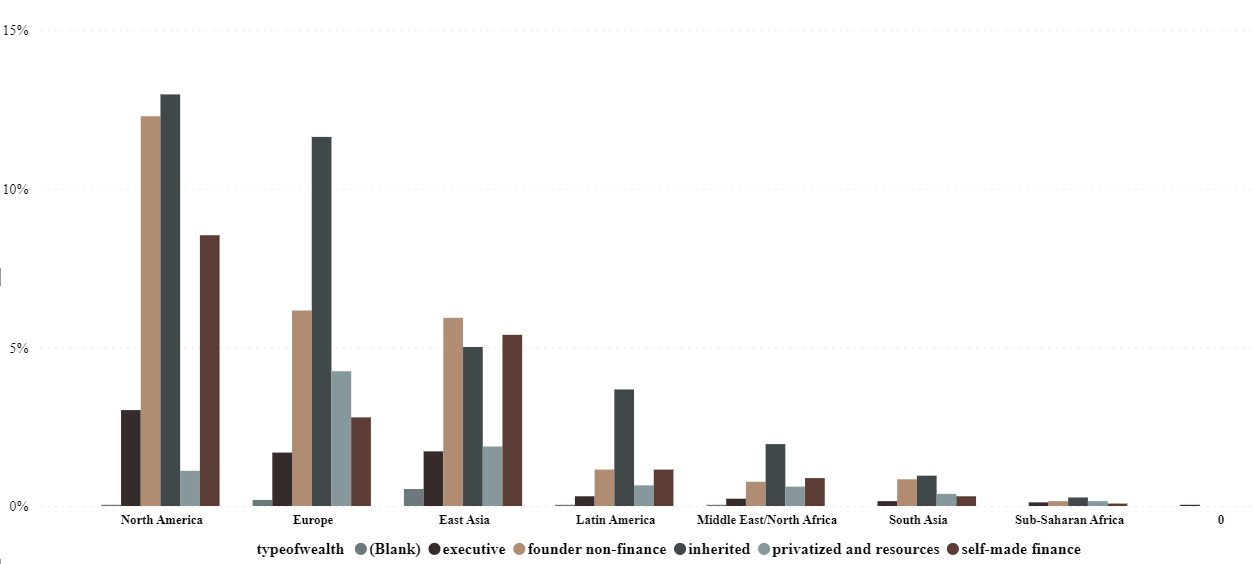 15%
10%
5%
0%
North America Europe East Asia Latin America Middle East/North Africa South Asia Sub-Saharan Africa 0
typeofwealth (Blank) executive founder non-finance inherited privatized and resources self-made finance